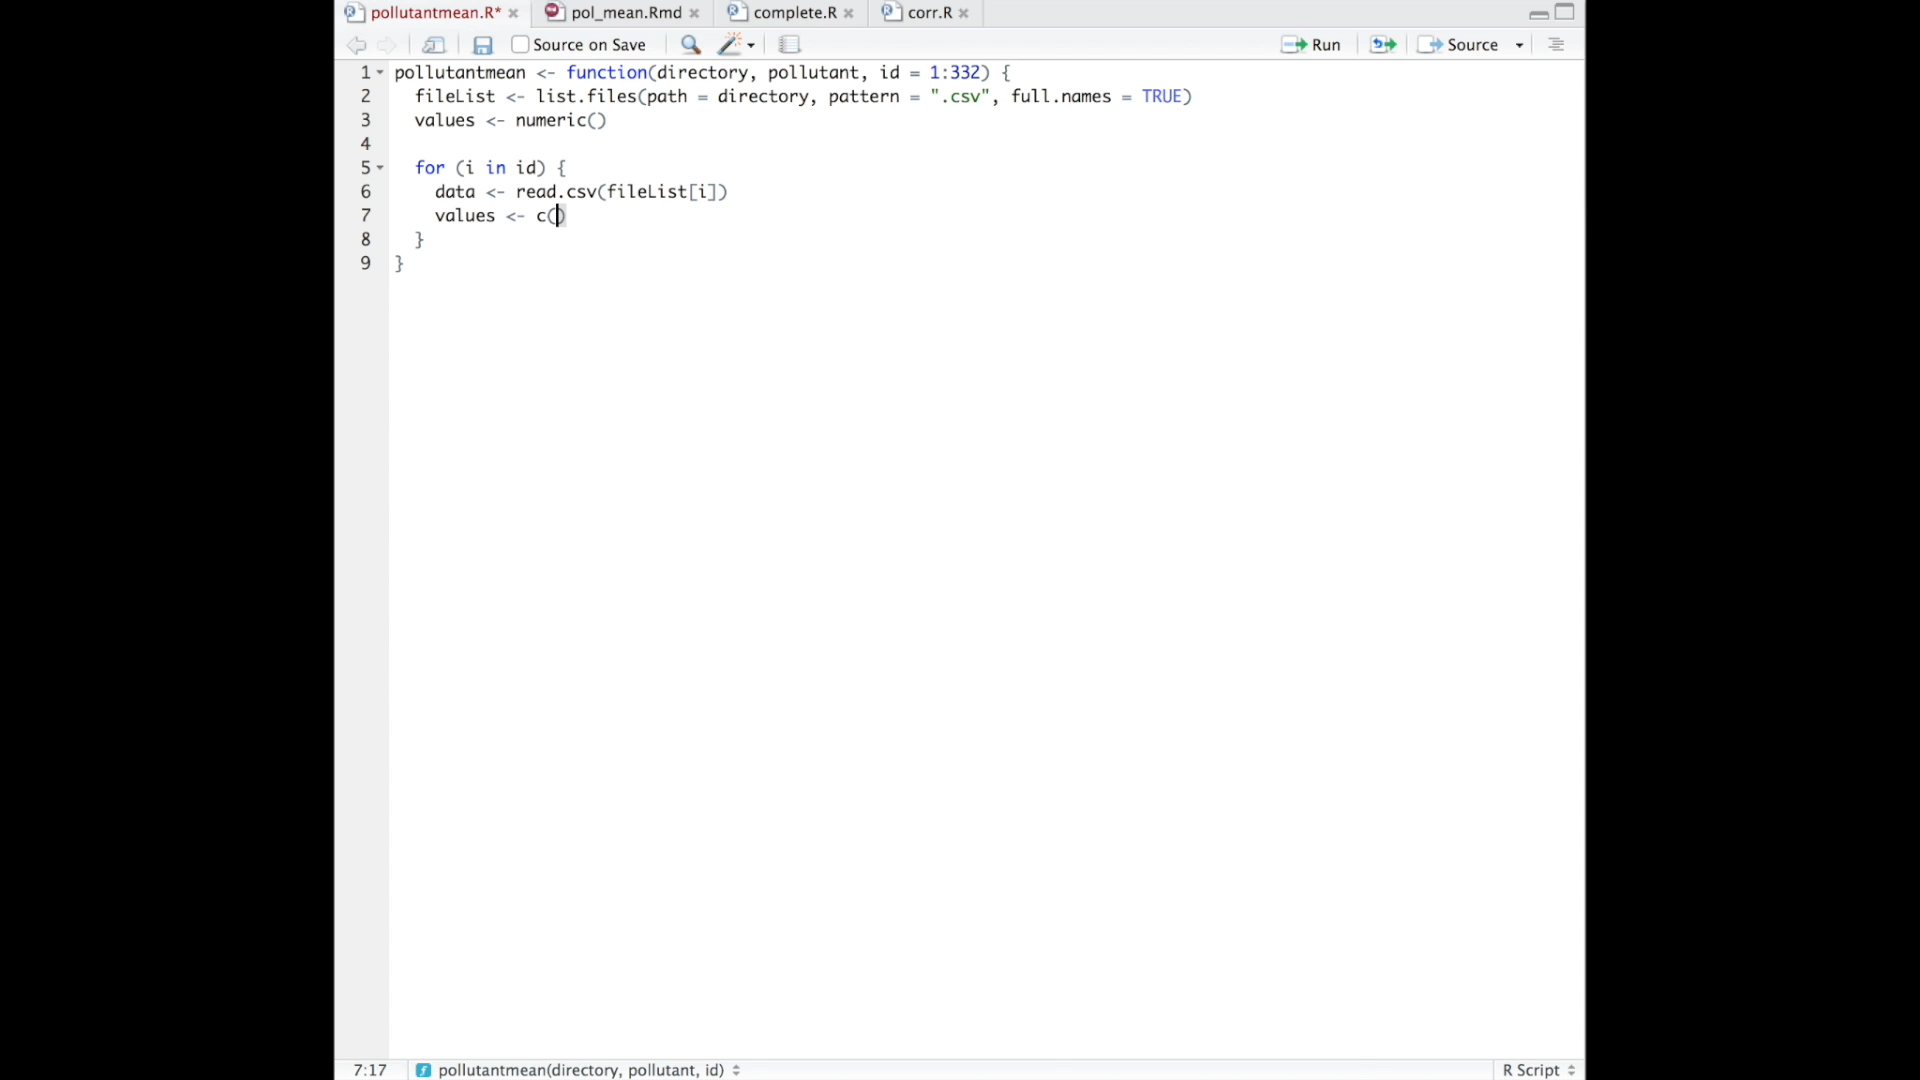 pollutantmean.R* pol_mean.Rmd complete.R corr.R
Source on Save Run Source
1 pollutantmean <- function(directory, pollutant, id = 1:332) {
2 fileList <- list.files(path = directory, pattern = ".csv", full.names = TRUE)
3 values <- numeric()
4
5 for (i in id) {
6 data <- read.csv(fileList[i])
7 values <- c()
8 }
9 }
7:17 pollutantmean(directory, pollutant, id) R Script